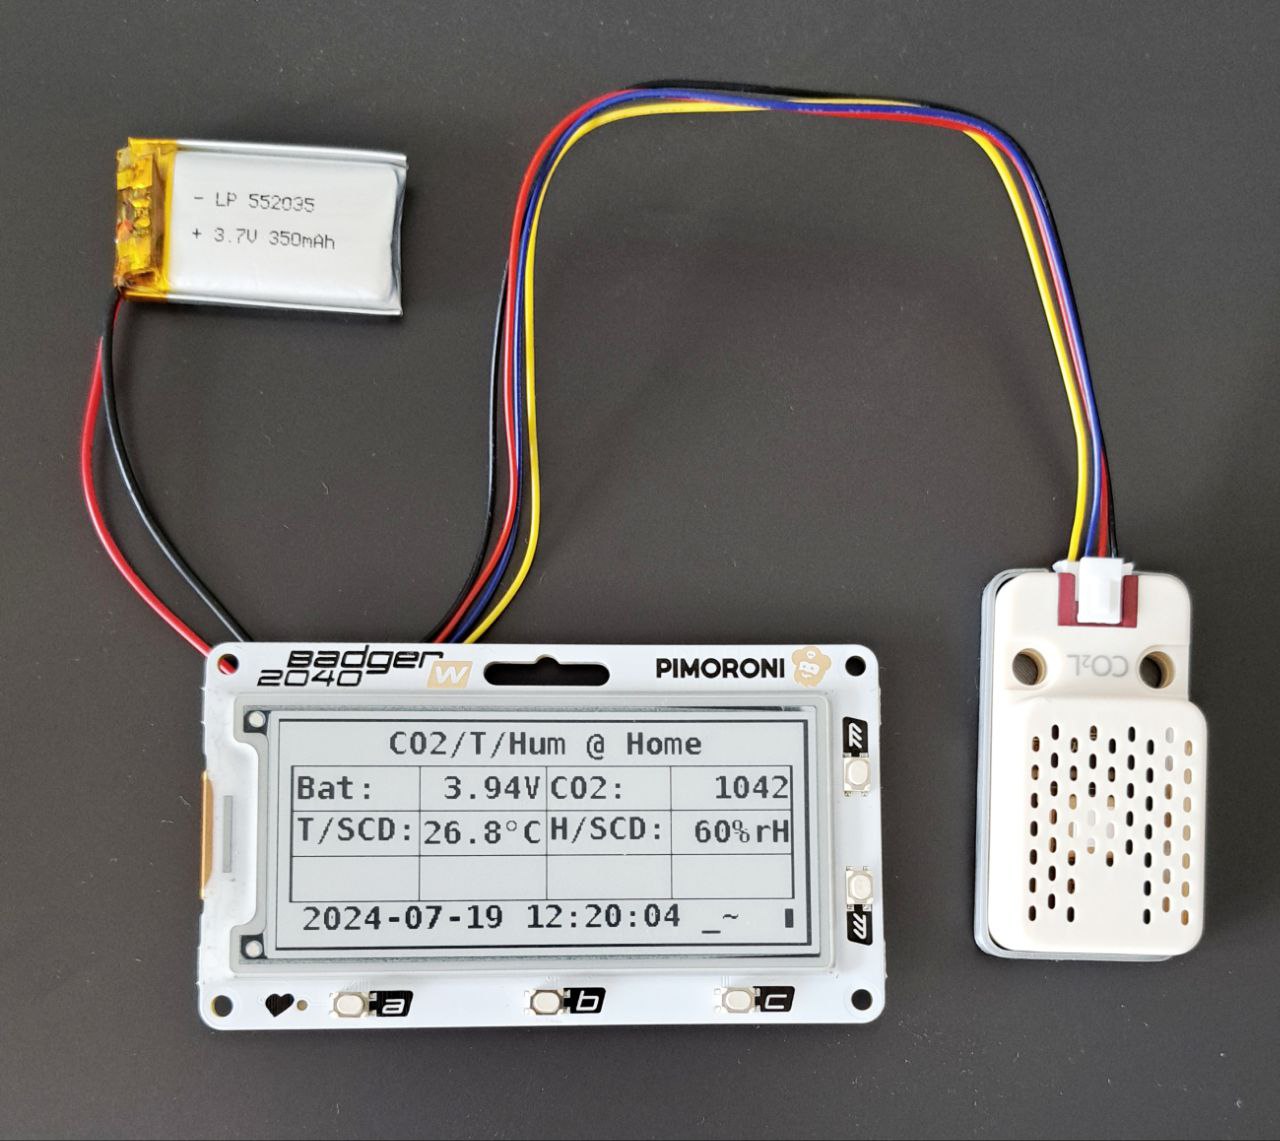 - LP 552035
+ 3.7V 350mAh
Badger
2040 W
PIMORONI
CO2/T/Hum @ Home
Bat: 3.94V CO2: 1042
T/SCD: 26.8°C H/SCD: 60%rH
2024-07-19 12:20:04 _~ ▮
a b c
CO₂L